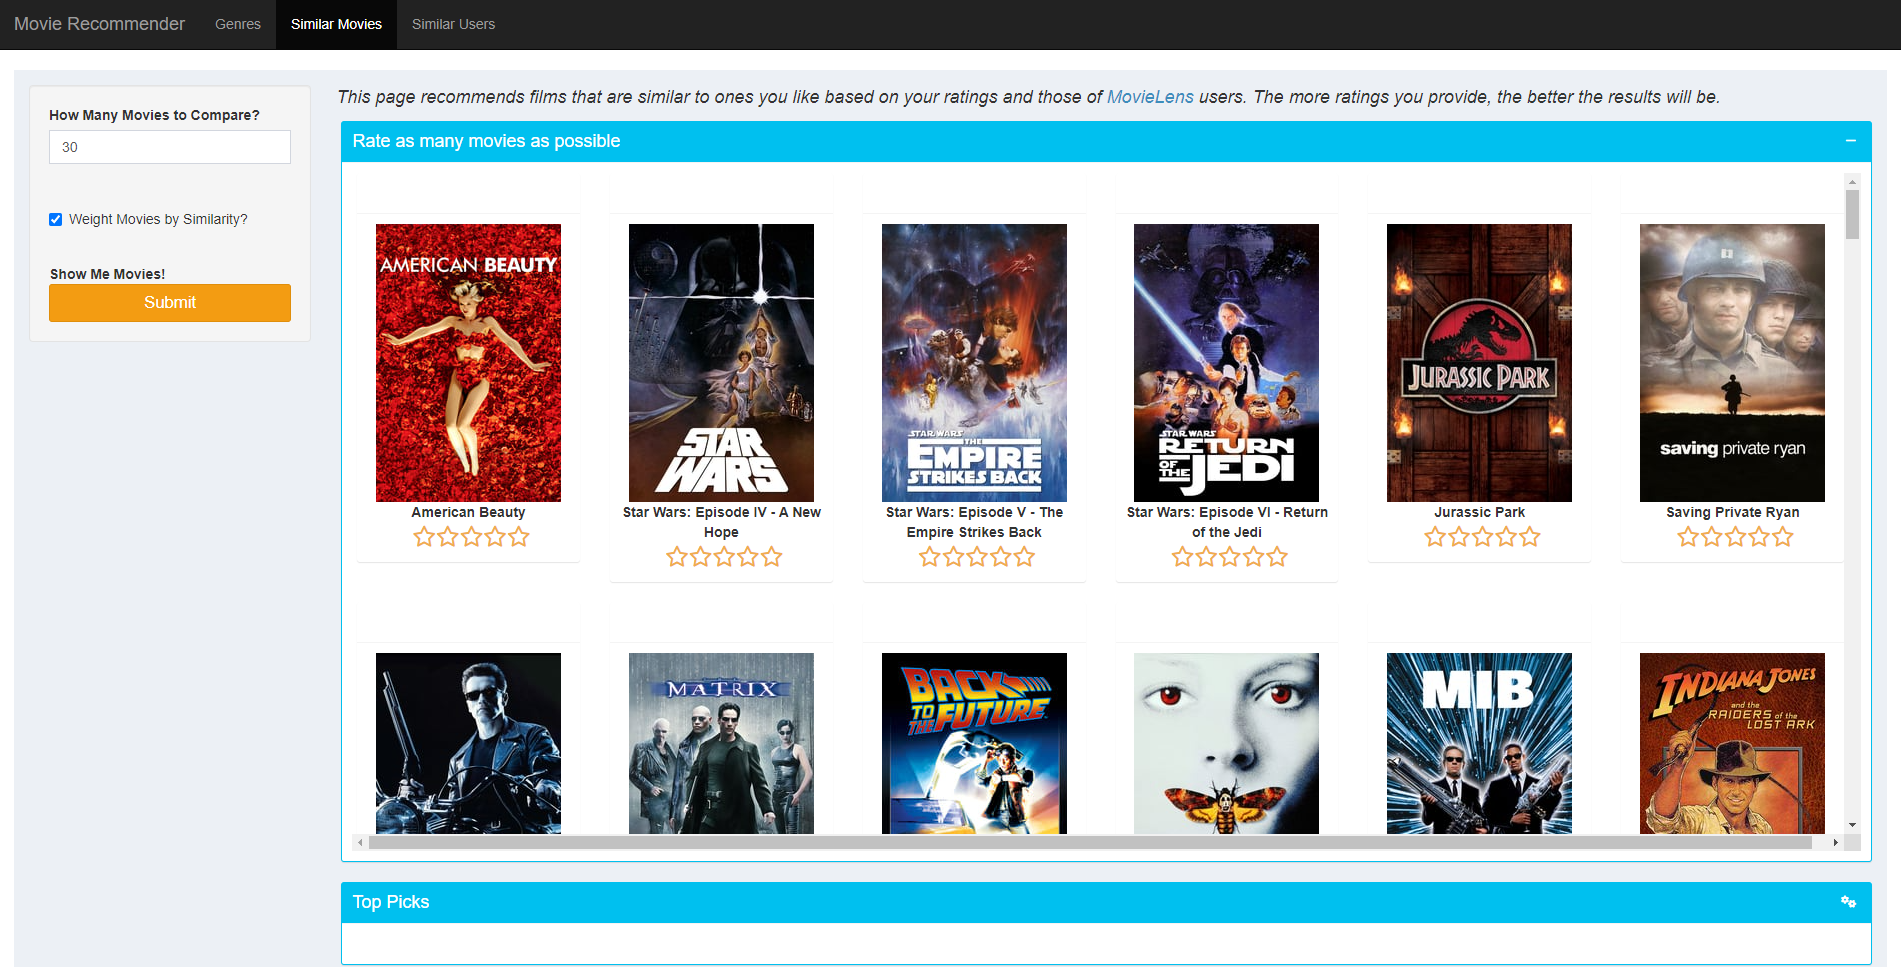 Movie Recommender Genres Similar Movies Similar Users
How Many Movies to Compare?
30
Weight Movies by Similarity?
Show Me Movies!
Submit
This page recommends films that are similar to ones you like based on your ratings and those of MovieLens users. The more ratings you provide, the better the results will be.
Rate as many movies as possible
AMERICAN BEAUTY
American Beauty
STAR
WARS
Star Wars: Episode IV - A New
Hope
STAR WARS
THE
EMPIRE
STRIKES BACK
Star Wars: Episode V - The
Empire Strikes Back
STAR WARS
RETURN
OF THE JEDI
Star Wars: Episode VI - Return
of the Jedi
JURASSIC PARK
Jurassic Park
saving private ryan
Saving Private Ryan
MATRIX
BACK
TO THE FUTURE
MIB
INDIANA JONES
and the
RAIDERS of the
LOST ARK
Top Picks